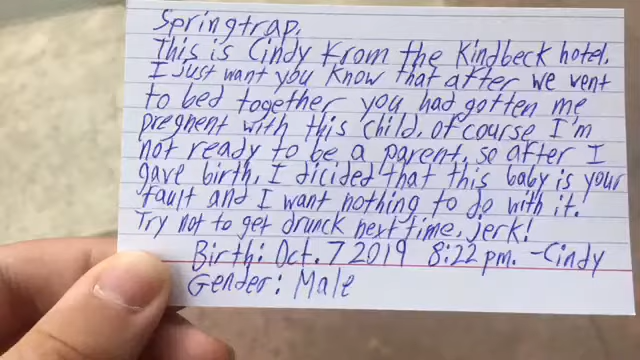 Springtrap,
This is Cindy from the Kindbeck hotel.
I just want you know that after we went
to bed together you had gotten me
pregnent with this child. Of course I'm
not ready to be a parent, so after I
gave birth, I dicided that this baby is your
fault and I want nothing to do with it.
Try not to get drunck next time, jerk!
Birth: Oct. 7 2019 8:22 pm. -Cindy
Gender: Male